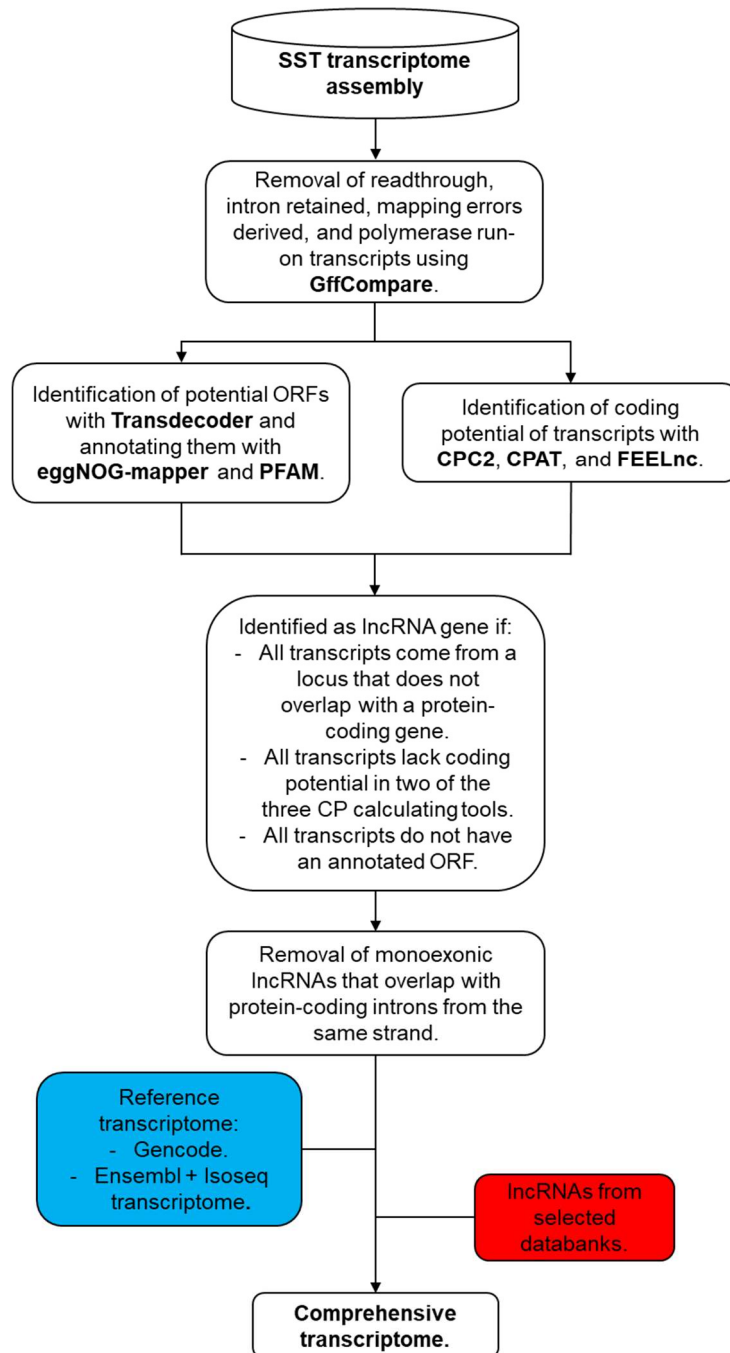 SST transcriptome
assembly
Removal of readthrough,
intron retained, mapping errors
derived, and polymerase run-
on transcripts using
GffCompare.
Identification of potential ORFs
with Transdecoder and
annotating them with
eggNOG-mapper and PFAM.
Identification of coding
potential of transcripts with
CPC2, CPAT, and FEELnc.
Identified as lncRNA gene if:
- All transcripts come from a
locus that does not
overlap with a protein-
coding gene.
- All transcripts lack coding
potential in two of the
three CP calculating tools.
- All transcripts do not have
an annotated ORF.
Removal of monoexonic
lncRNAs that overlap with
protein-coding introns from the
same strand.
Reference
transcriptome:
- Gencode.
- Ensembl + Isoseq
transcriptome.
lncRNAs from
selected
databanks.
Comprehensive
transcriptome.